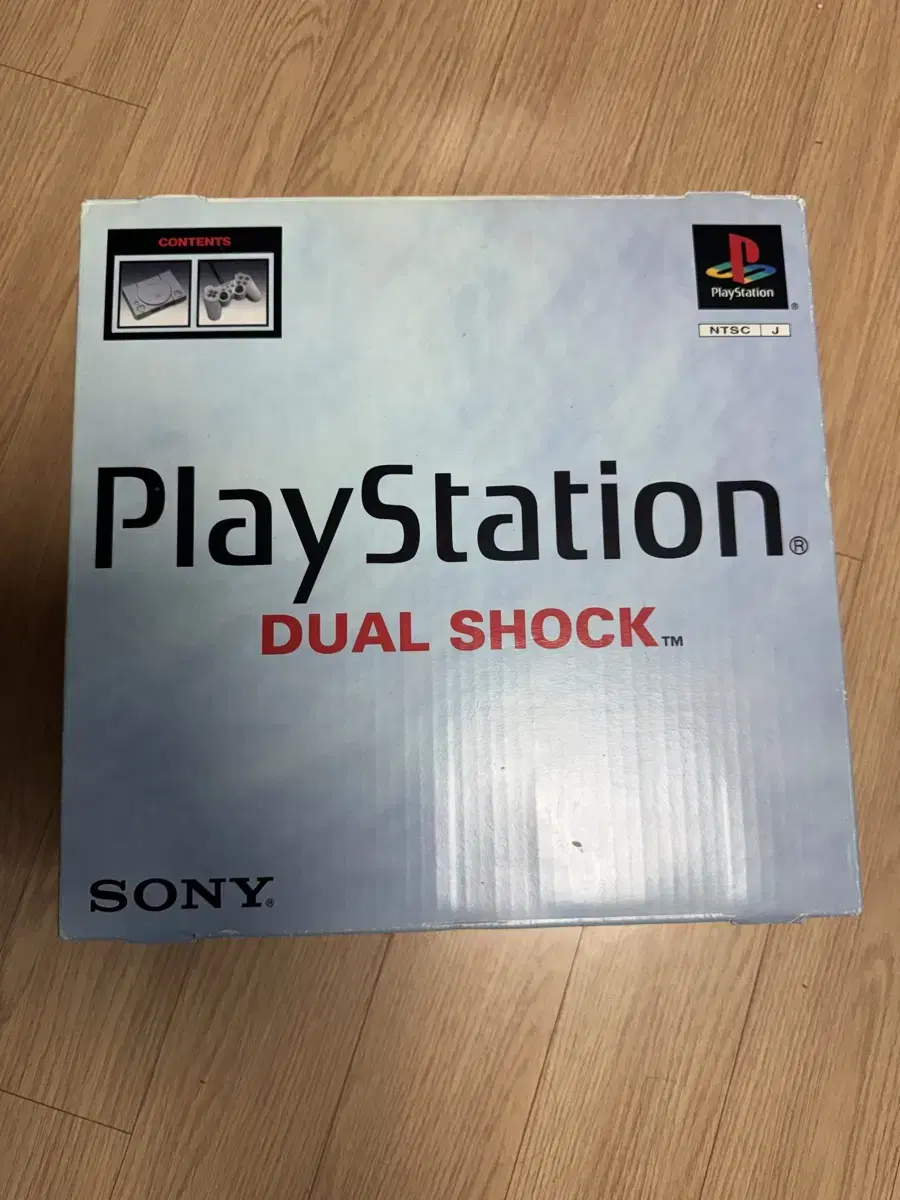 CONTENTS
PlayStation®
NTSC J
PlayStation®
DUAL SHOCK™
SONY®